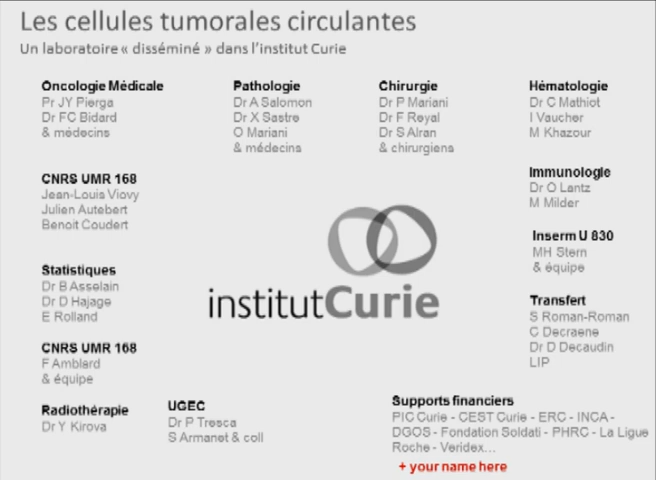 Les cellules tumorales circulantes
Un laboratoire « disséminé » dans l'institut Curie
Oncologie Médicale
Pr JY Pierga
Dr FC Bidard
& médecins
Pathologie
Dr A Salomon
Dr X Sastre
O Mariani
& médecins
Chirurgie
Dr P Mariani
Dr F Reyal
Dr S Alran
& chirurgiens
Hématologie
Dr C Mathiot
I Vaucher
M Khazour
CNRS UMR 168
Jean-Louis Viovy
Julien Autebert
Benoit Coudert
Immunologie
Dr O Lantz
M Milder
Inserm U 830
MH Stern
& équipe
institutCurie
Statistiques
Dr B Asselain
Dr D Hajage
E Rolland
Transfert
S Roman-Roman
C Decraene
Dr D Decaudin
LIP
CNRS UMR 168
F Amblard
& équipe
Radiothérapie
Dr Y Kirova
UGEC
Dr P Tresca
S Armanet & coll
Supports financiers
PIC Curie - CEST Curie - ERC - INCA -
DGOS - Fondation Soldati - PHRC - La Ligue
Roche - Veridex...
+ your name here